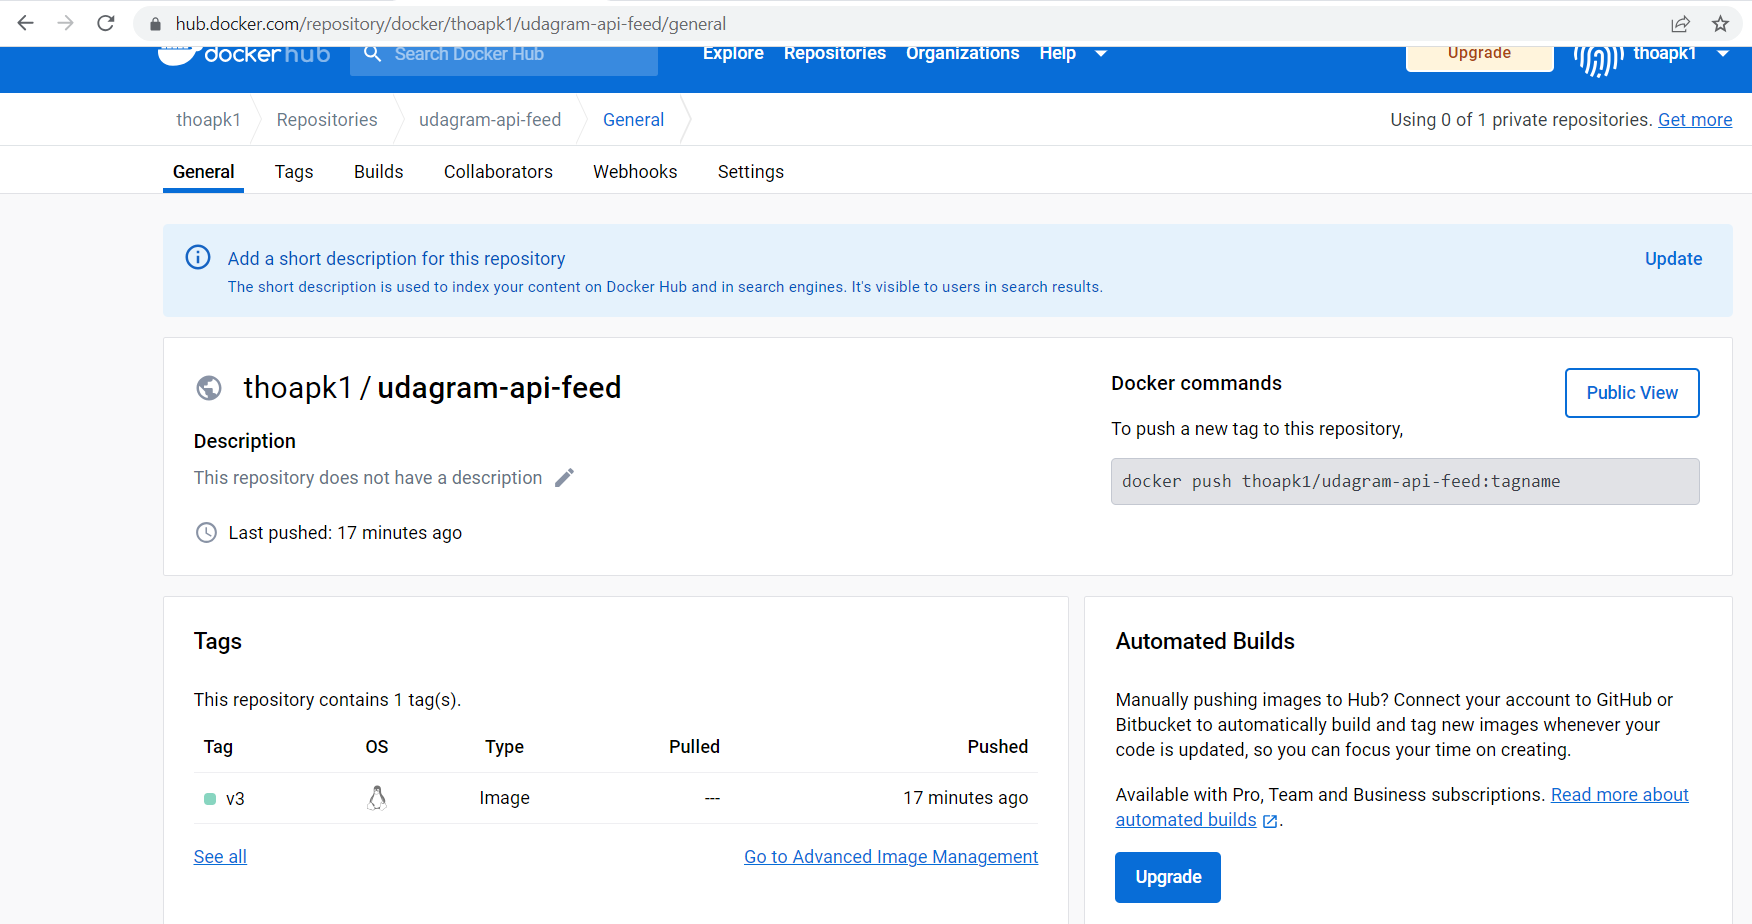 hub.docker.com/repository/docker/thoapk1/udagram-api-feed/general
docker hub
Search Docker Hub
Explore Repositories Organizations Help
Upgrade
thoapk1
thoapk1 Repositories udagram-api-feed General
Using 0 of 1 private repositories. Get more
General Tags Builds Collaborators Webhooks Settings
Add a short description for this repository
Update
The short description is used to index your content on Docker Hub and in search engines. It's visible to users in search results.
thoapk1 / udagram-api-feed
Description
This repository does not have a description
Last pushed: 17 minutes ago
Docker commands
Public View
To push a new tag to this repository,
docker push thoapk1/udagram-api-feed:tagname
Tags
This repository contains 1 tag(s).
Tag OS Type Pulled Pushed
v3 Image --- 17 minutes ago
See all
Go to Advanced Image Management
Automated Builds
Manually pushing images to Hub? Connect your account to GitHub or
Bitbucket to automatically build and tag new images whenever your
code is updated, so you can focus your time on creating.
Available with Pro, Team and Business subscriptions. Read more about
automated builds .
Upgrade